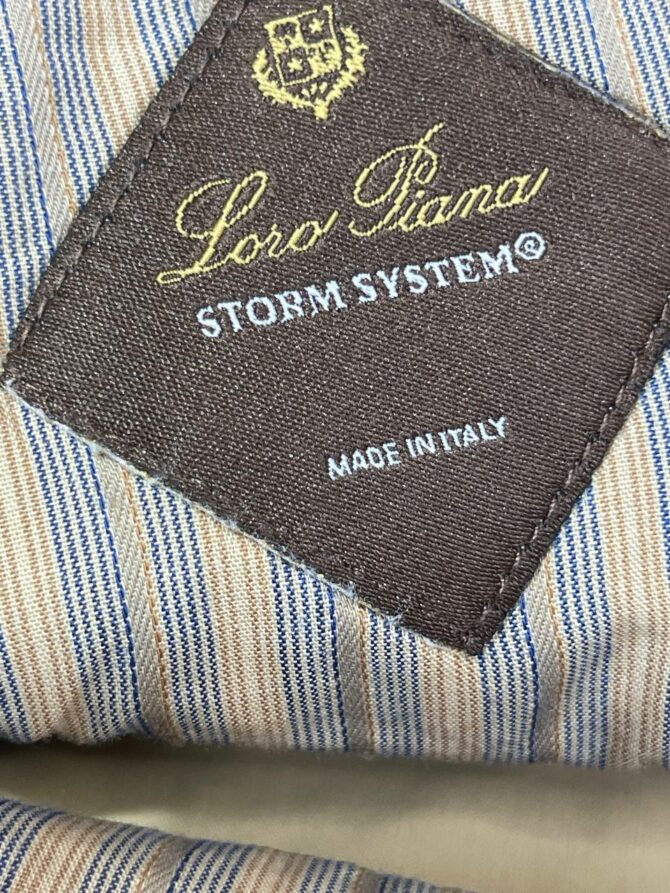 Loro Piana
STORM SYSTEM®
MADE IN ITALY